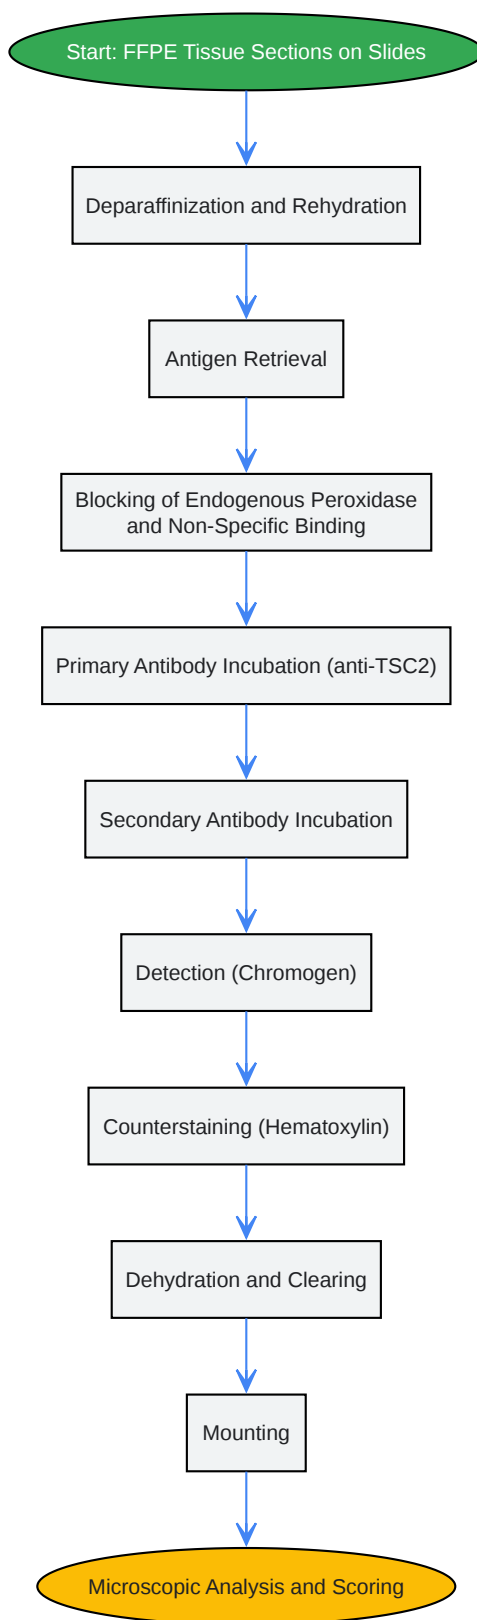 Start: FFPE Tissue Sections on Slides
Deparaffinization and Rehydration
Antigen Retrieval
Blocking of Endogenous Peroxidase
and Non-Specific Binding
Primary Antibody Incubation (anti-TSC2)
Secondary Antibody Incubation
Detection (Chromogen)
Counterstaining (Hematoxylin)
Dehydration and Clearing
Mounting
Microscopic Analysis and Scoring